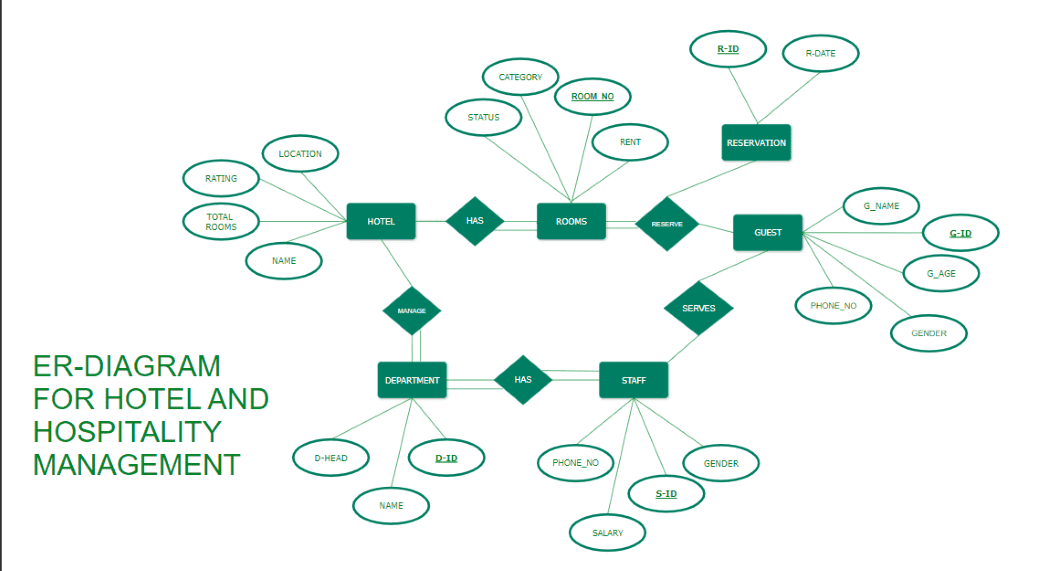 R-ID
R-DATE
CATEGORY
ROOM_NO
STATUS
RENT
RESERVATION
LOCATION
RATING
TOTAL
ROOMS
NAME
HOTEL
HAS
ROOMS
RESERVE
GUEST
G_NAME
G-ID
G_AGE
PHONE_NO
GENDER
MANAGE
SERVES
DEPARTMENT
HAS
STAFF
D-HEAD
D-ID
NAME
PHONE_NO
GENDER
S-ID
SALARY
ER-DIAGRAM
FOR HOTEL AND
HOSPITALITY
MANAGEMENT